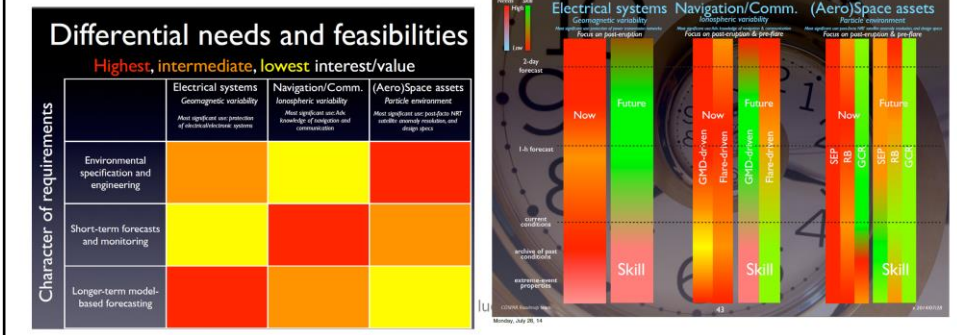 Differential needs and feasibilities
Highest, intermediate, lowest interest/value
Character of requirements
Electrical systems
Geomagnetic variability
Most significant use: protection
of electrical/electronic systems
Navigation/Comm.
Ionospheric variability
Most significant use: Adv.
knowledge of navigation and
communication
(Aero)Space assets
Particle environment
Most significant use: post-facto NRT
satellite anomaly resolution, and
design specs
Environmental
specification and
engineering
Short-term forecasts
and monitoring
Longer-term model-
based forecasting
High
Low
Electrical systems
Geomagnetic variability
Focus on post-eruption
Navigation/Comm.
Ionospheric variability
Focus on post-eruption & pre-flare
(Aero)Space assets
Particle environment
Focus on post-eruption & pre-flare
2-day
forecast
1-h forecast
current
conditions
archive of past
conditions
extreme-event
properties
Now
Future
Skill
Now
GMD-driven
Flare-driven
Future
GMD-driven
Flare-driven
Skill
Now
SEP
RB
GCR
Future
SEP
RB
GCR
Skill
43
Monday, July 28, 14